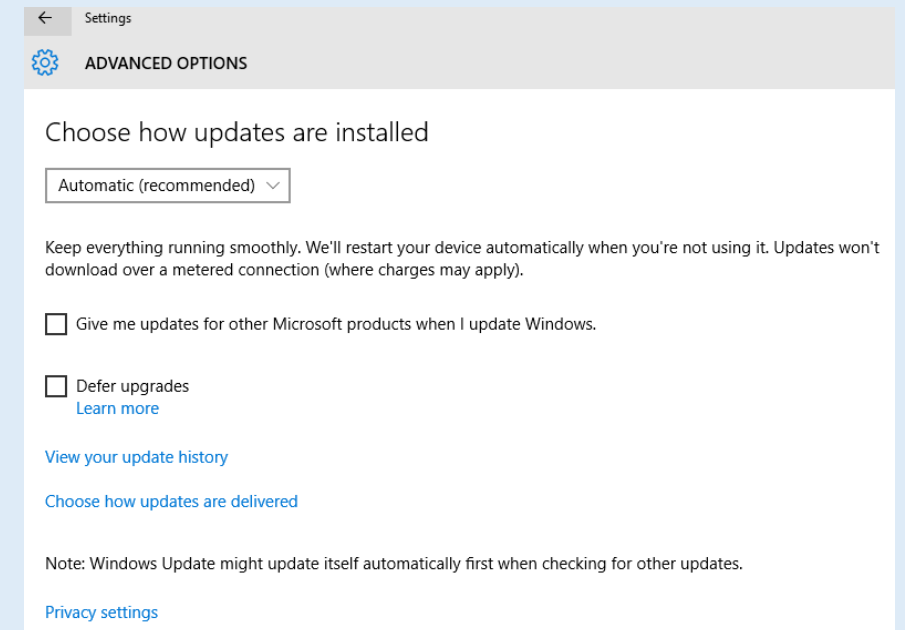 Settings
ADVANCED OPTIONS
Choose how updates are installed
Automatic (recommended)
Keep everything running smoothly. We'll restart your device automatically when you're not using it. Updates won't
download over a metered connection (where charges may apply).
Give me updates for other Microsoft products when I update Windows.
Defer upgrades
Learn more
View your update history
Choose how updates are delivered
Note: Windows Update might update itself automatically first when checking for other updates.
Privacy settings